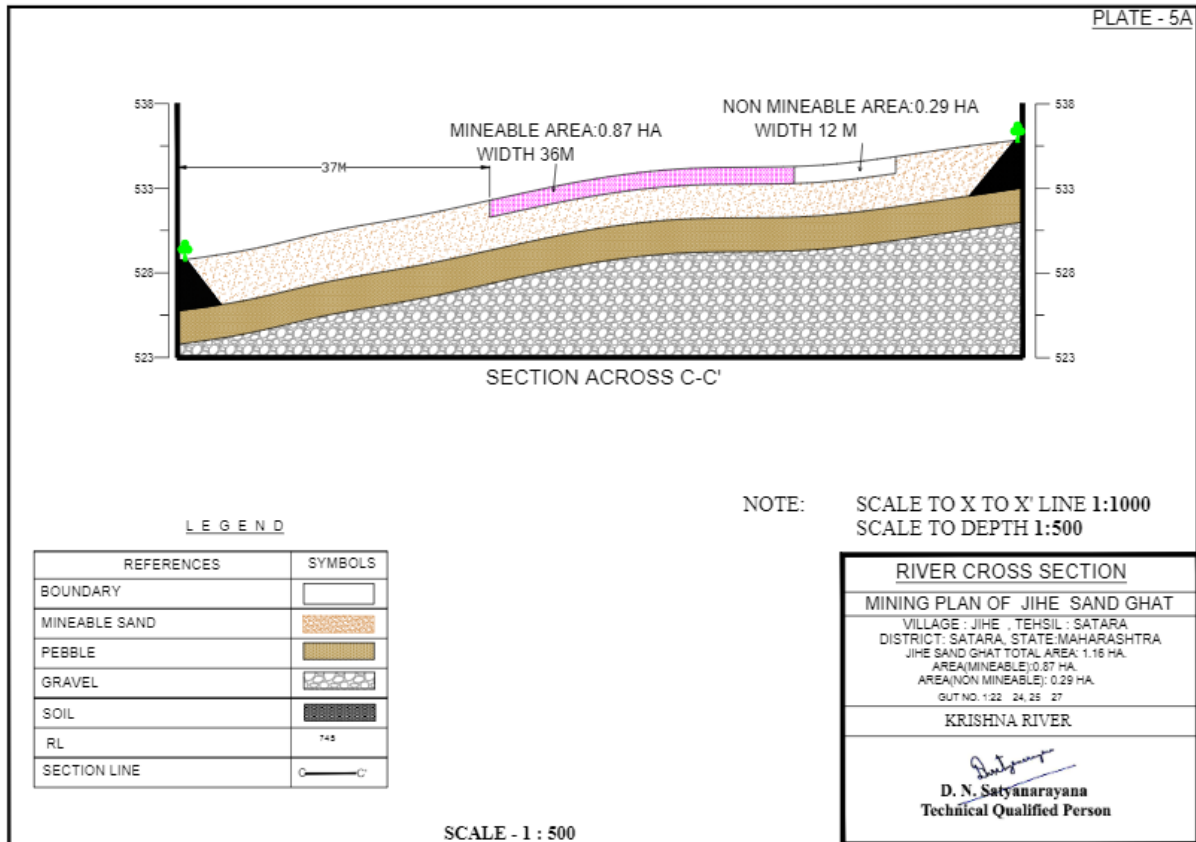 PLATE - 5A
538
533
528
523
538
533
528
523
37M
MINEABLE AREA:0.87 HA
WIDTH 36M
NON MINEABLE AREA:0.29 HA
WIDTH 12 M
SECTION ACROSS C-C'
NOTE: SCALE TO X TO X' LINE 1:1000
SCALE TO DEPTH 1:500
L E G E N D
REFERENCES SYMBOLS
BOUNDARY
MINEABLE SAND
PEBBLE
GRAVEL
SOIL
RL 745
SECTION LINE C C'
SCALE - 1 : 500
RIVER CROSS SECTION
MINING PLAN OF JIHE SAND GHAT
VILLAGE : JIHE , TEHSIL : SATARA
DISTRICT: SATARA, STATE:MAHARASHTRA
JIHE SAND GHAT TOTAL AREA: 1.16 HA.
AREA(MINEABLE):0.87 HA.
AREA(NON MINEABLE): 0.29 HA.
GUT NO. 1:22 24, 25 27
KRISHNA RIVER
D. N. Satyanarayana
Technical Qualified Person